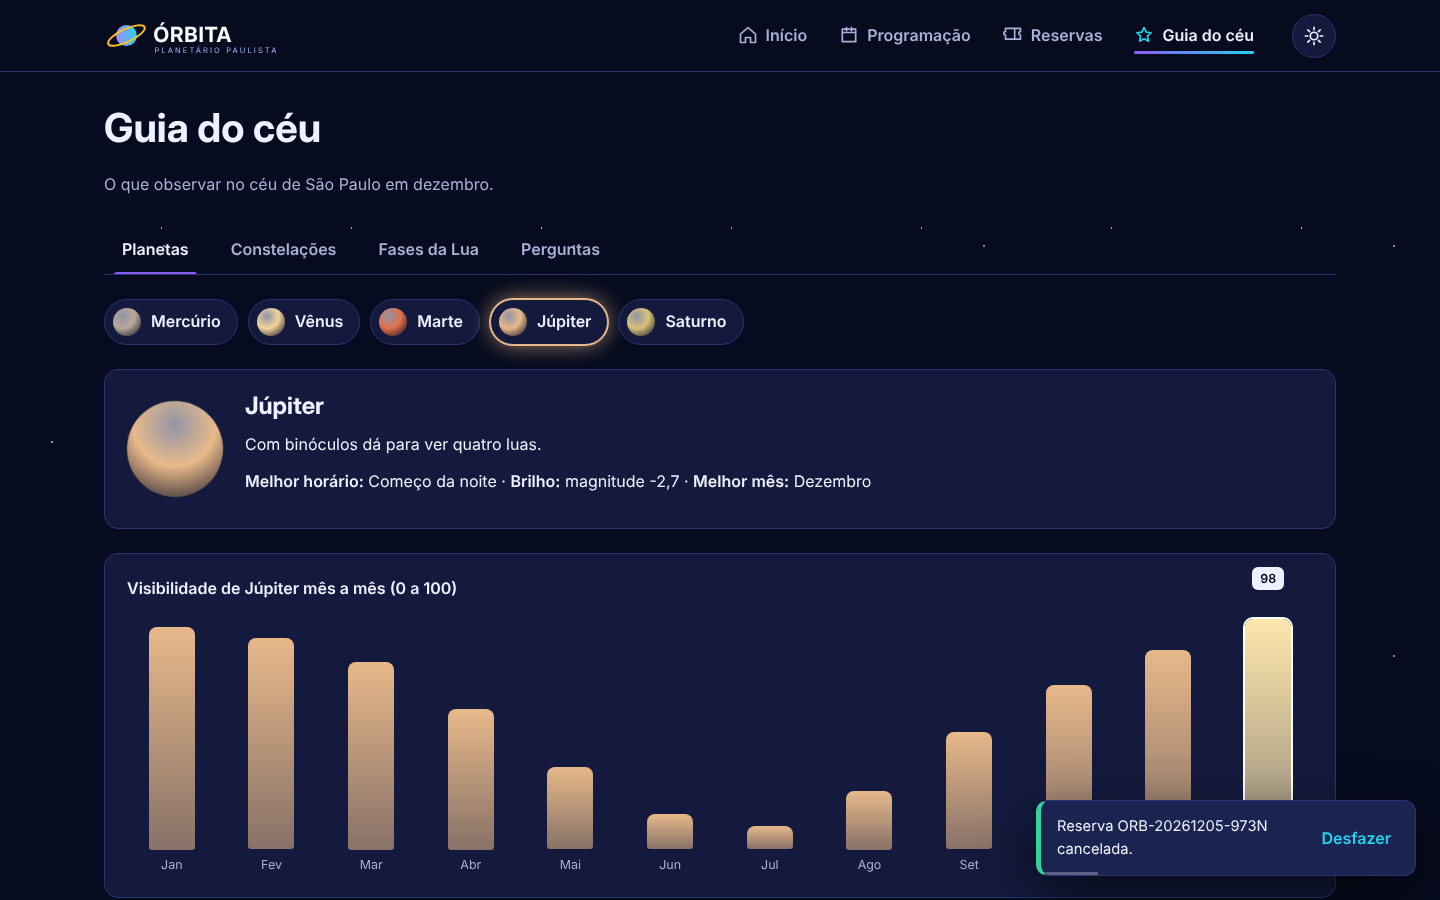 ÓRBITA
PLANETÁRIO PAULISTA
Início
Programação
Reservas
Guia do céu
Guia do céu
O que observar no céu de São Paulo em dezembro.
Planetas
Constelações
Fases da Lua
Perguntas
Mercúrio
Vênus
Marte
Júpiter
Saturno
Júpiter
Com binóculos dá para ver quatro luas.
Melhor horário: Começo da noite · Brilho: magnitude -2,7 · Melhor mês: Dezembro
Visibilidade de Júpiter mês a mês (0 a 100)
98
Jan
Fev
Mar
Abr
Mai
Jun
Jul
Ago
Set
Reserva ORB-20261205-973N
cancelada.
Desfazer